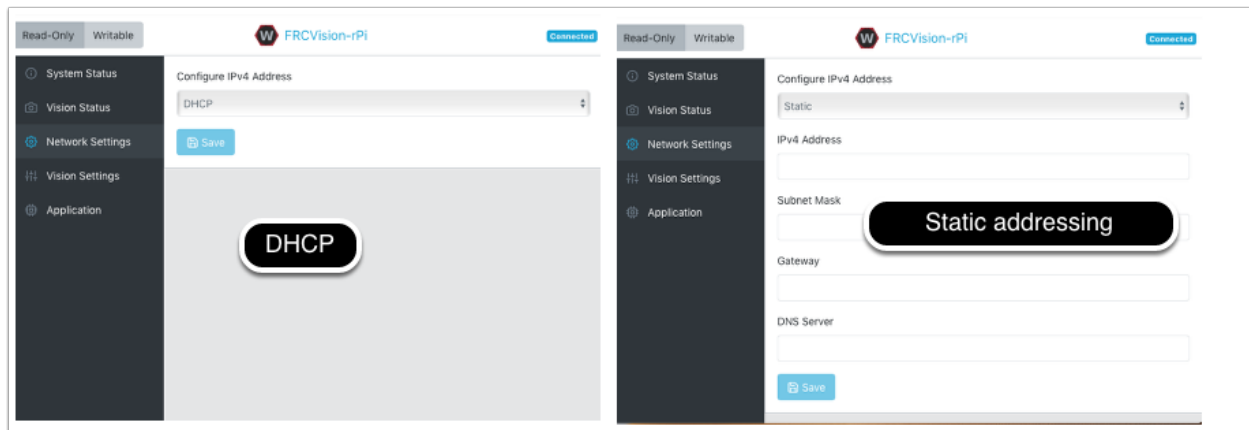 Read-Only Writable
W FRCVision-rPi
Connected
System Status
Vision Status
Network Settings
Vision Settings
Application
Configure IPv4 Address
DHCP
Save
DHCP
Read-Only Writable
W FRCVision-rPi
Connected
System Status
Vision Status
Network Settings
Vision Settings
Application
Configure IPv4 Address
Static
IPv4 Address
Subnet Mask
Static addressing
Gateway
DNS Server
Save